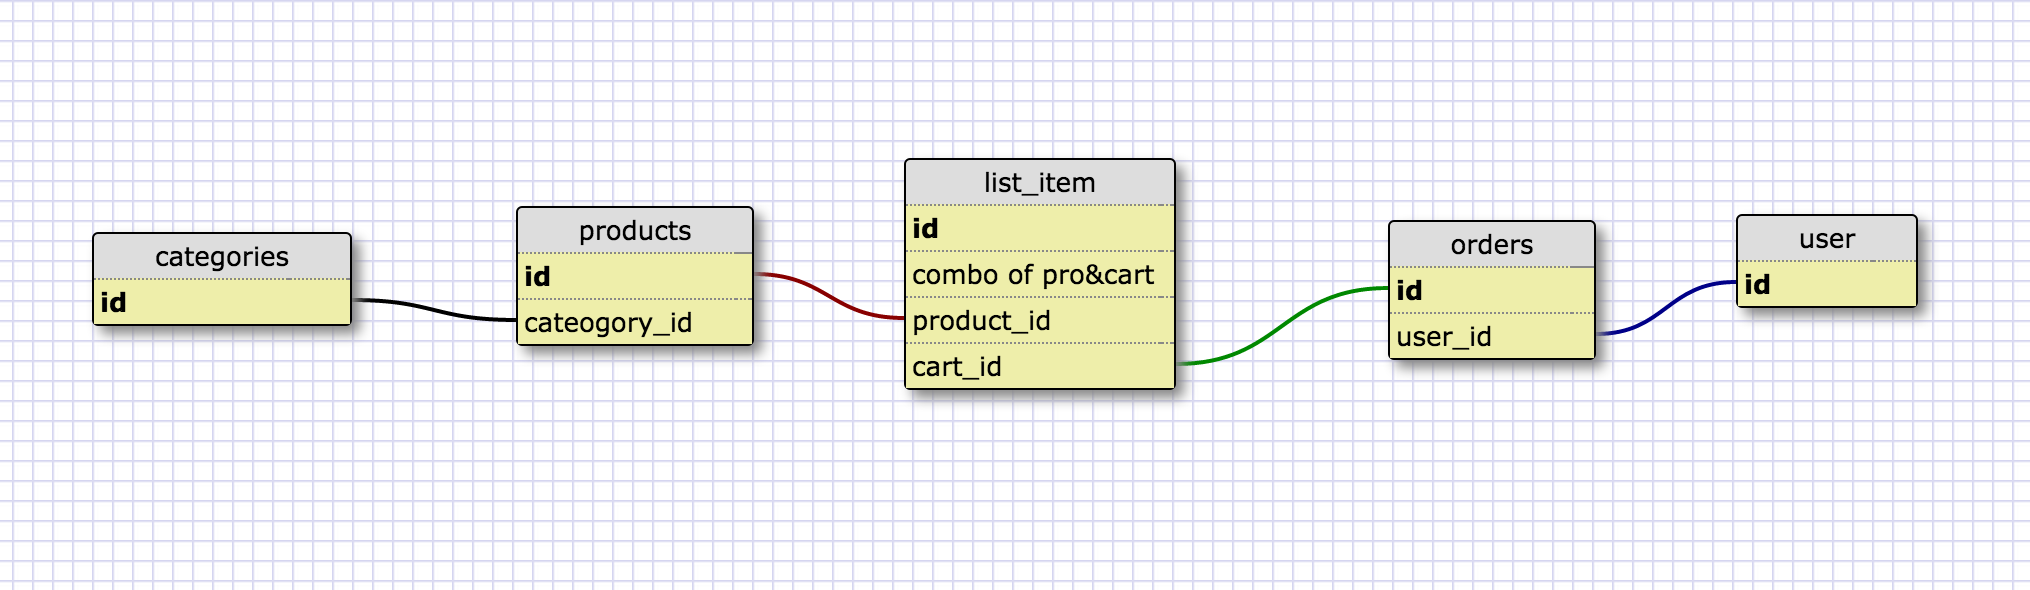 categories
id
products
id
cateogory_id
list_item
id
combo of pro&cart
product_id
cart_id
orders
id
user_id
user
id